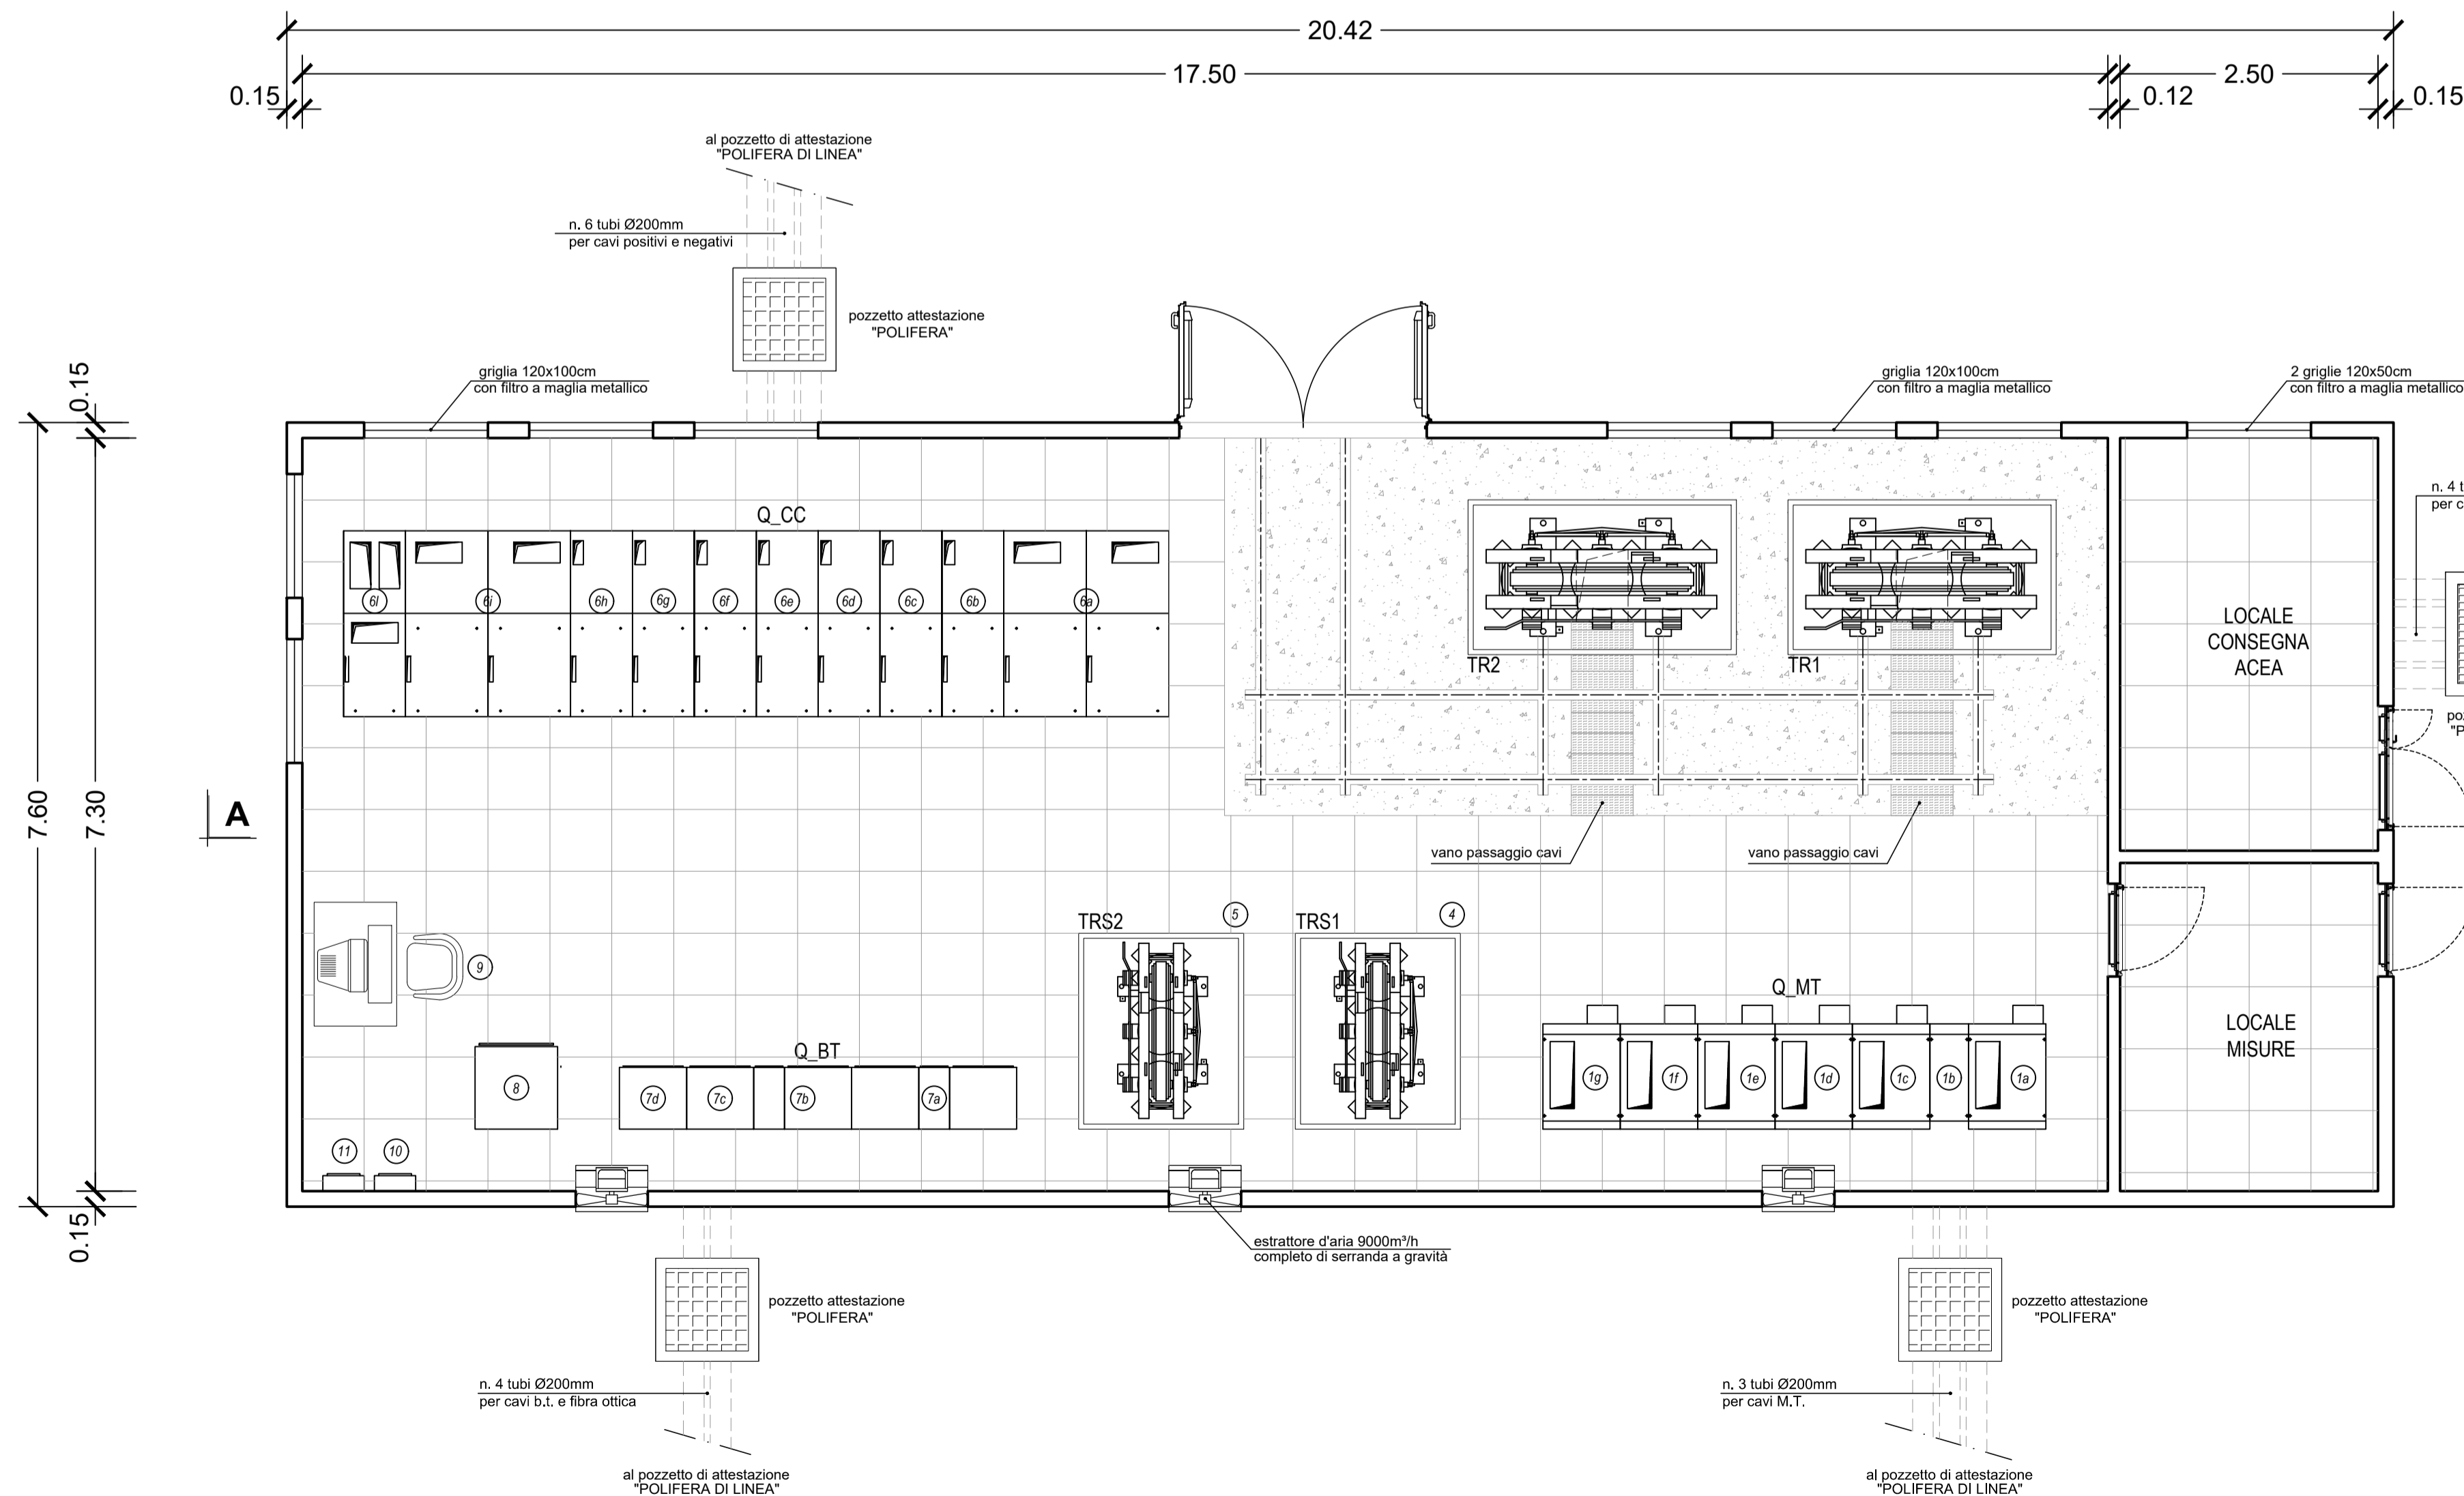 20.42
17.50
2.50
0.15
0.12
0.15
al pozzetto di attestazione
"POLIFERA DI LINEA"
n. 6 tubi Ø200mm
per cavi positivi e negativi
pozzetto attestazione
"POLIFERA"
griglia 120x100cm
con filtro a maglia metallico
griglia 120x100cm
con filtro a maglia metallico
2 griglie 120x50cm
con filtro a maglia metallico
0.15
7.60
7.30
0.15
A
Q_CC
6l
6i
6h
6g
6f
6e
6d
6c
6b
6a
TR2
TR1
LOCALE
CONSEGNA
ACEA
n. 4 t
per c
po
"P
vano passaggio cavi
vano passaggio cavi
TRS2
5
TRS1
4
9
Q_MT
1g
1f
1e
1d
1c
1b
1a
LOCALE
MISURE
Q_BT
8
7d
7c
7b
7a
11
10
estrattore d'aria 9000m³/h
completo di serranda a gravità
pozzetto attestazione
"POLIFERA"
n. 4 tubi Ø200mm
per cavi b.t. e fibra ottica
al pozzetto di attestazione
"POLIFERA DI LINEA"
pozzetto attestazione
"POLIFERA"
n. 3 tubi Ø200mm
per cavi M.T.
al pozzetto di attestazione
"POLIFERA DI LINEA"